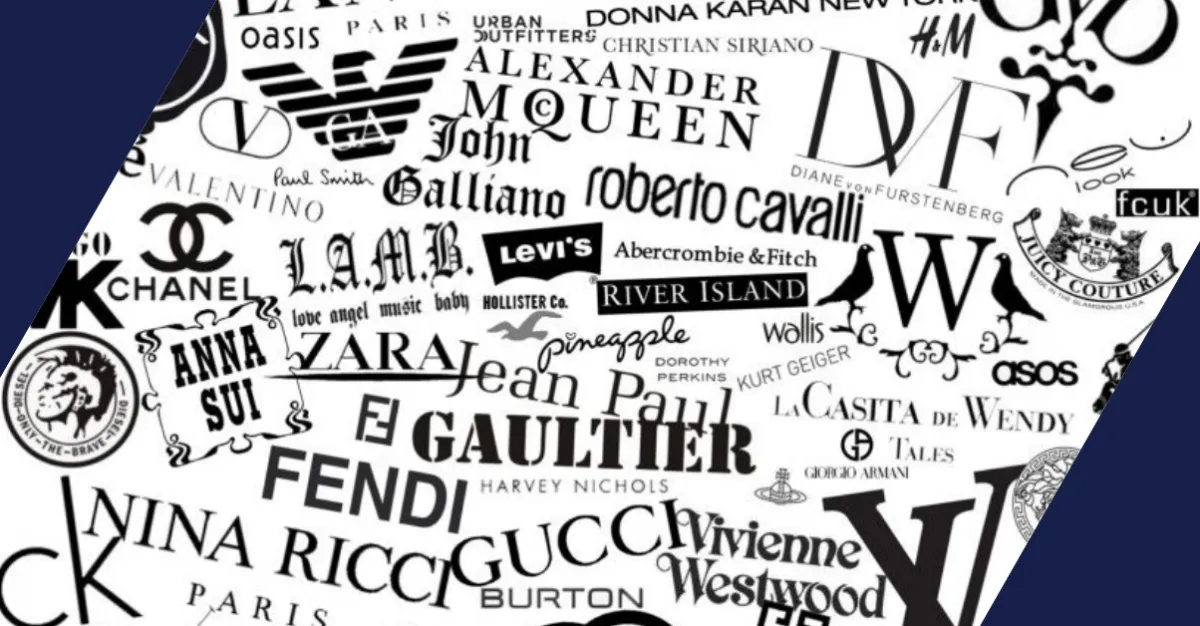 PARIS
oasis
URBAN
OUTFITTERS
DONNA KARAN NEW YORK
CHRISTIAN SIRIANO
H&M
ALEXANDER
McQUEEN
V
GA
DVF
DIANE VON FURSTENBERG
John
Galliano
Paul Smith
VALENTINO
roberto cavalli
look
fcuk
JUICY COUTURE
MADE IN THE GLAMOROUS U.S.A
CHANEL
L.A.M.B.
love angel music baby
LEVI'S
Abercrombie & Fitch
HOLLISTER Co.
RIVER ISLAND
W
K
ANNA
SUI
ZARA
pineapple
wallis
DOROTHY
PERKINS
KURT GEIGER
asos
DIESEL
ONLY-THE-BRAVE
DIESEL
Jean Paul
GAULTIER
LA CASITA DE WENDY
TALES
GIORGIO ARMANI
FENDI
HARVEY NICHOLS
NINA RICCI
PARIS
GUCCI
BURTON
Vivienne
Westwood
LV
cK